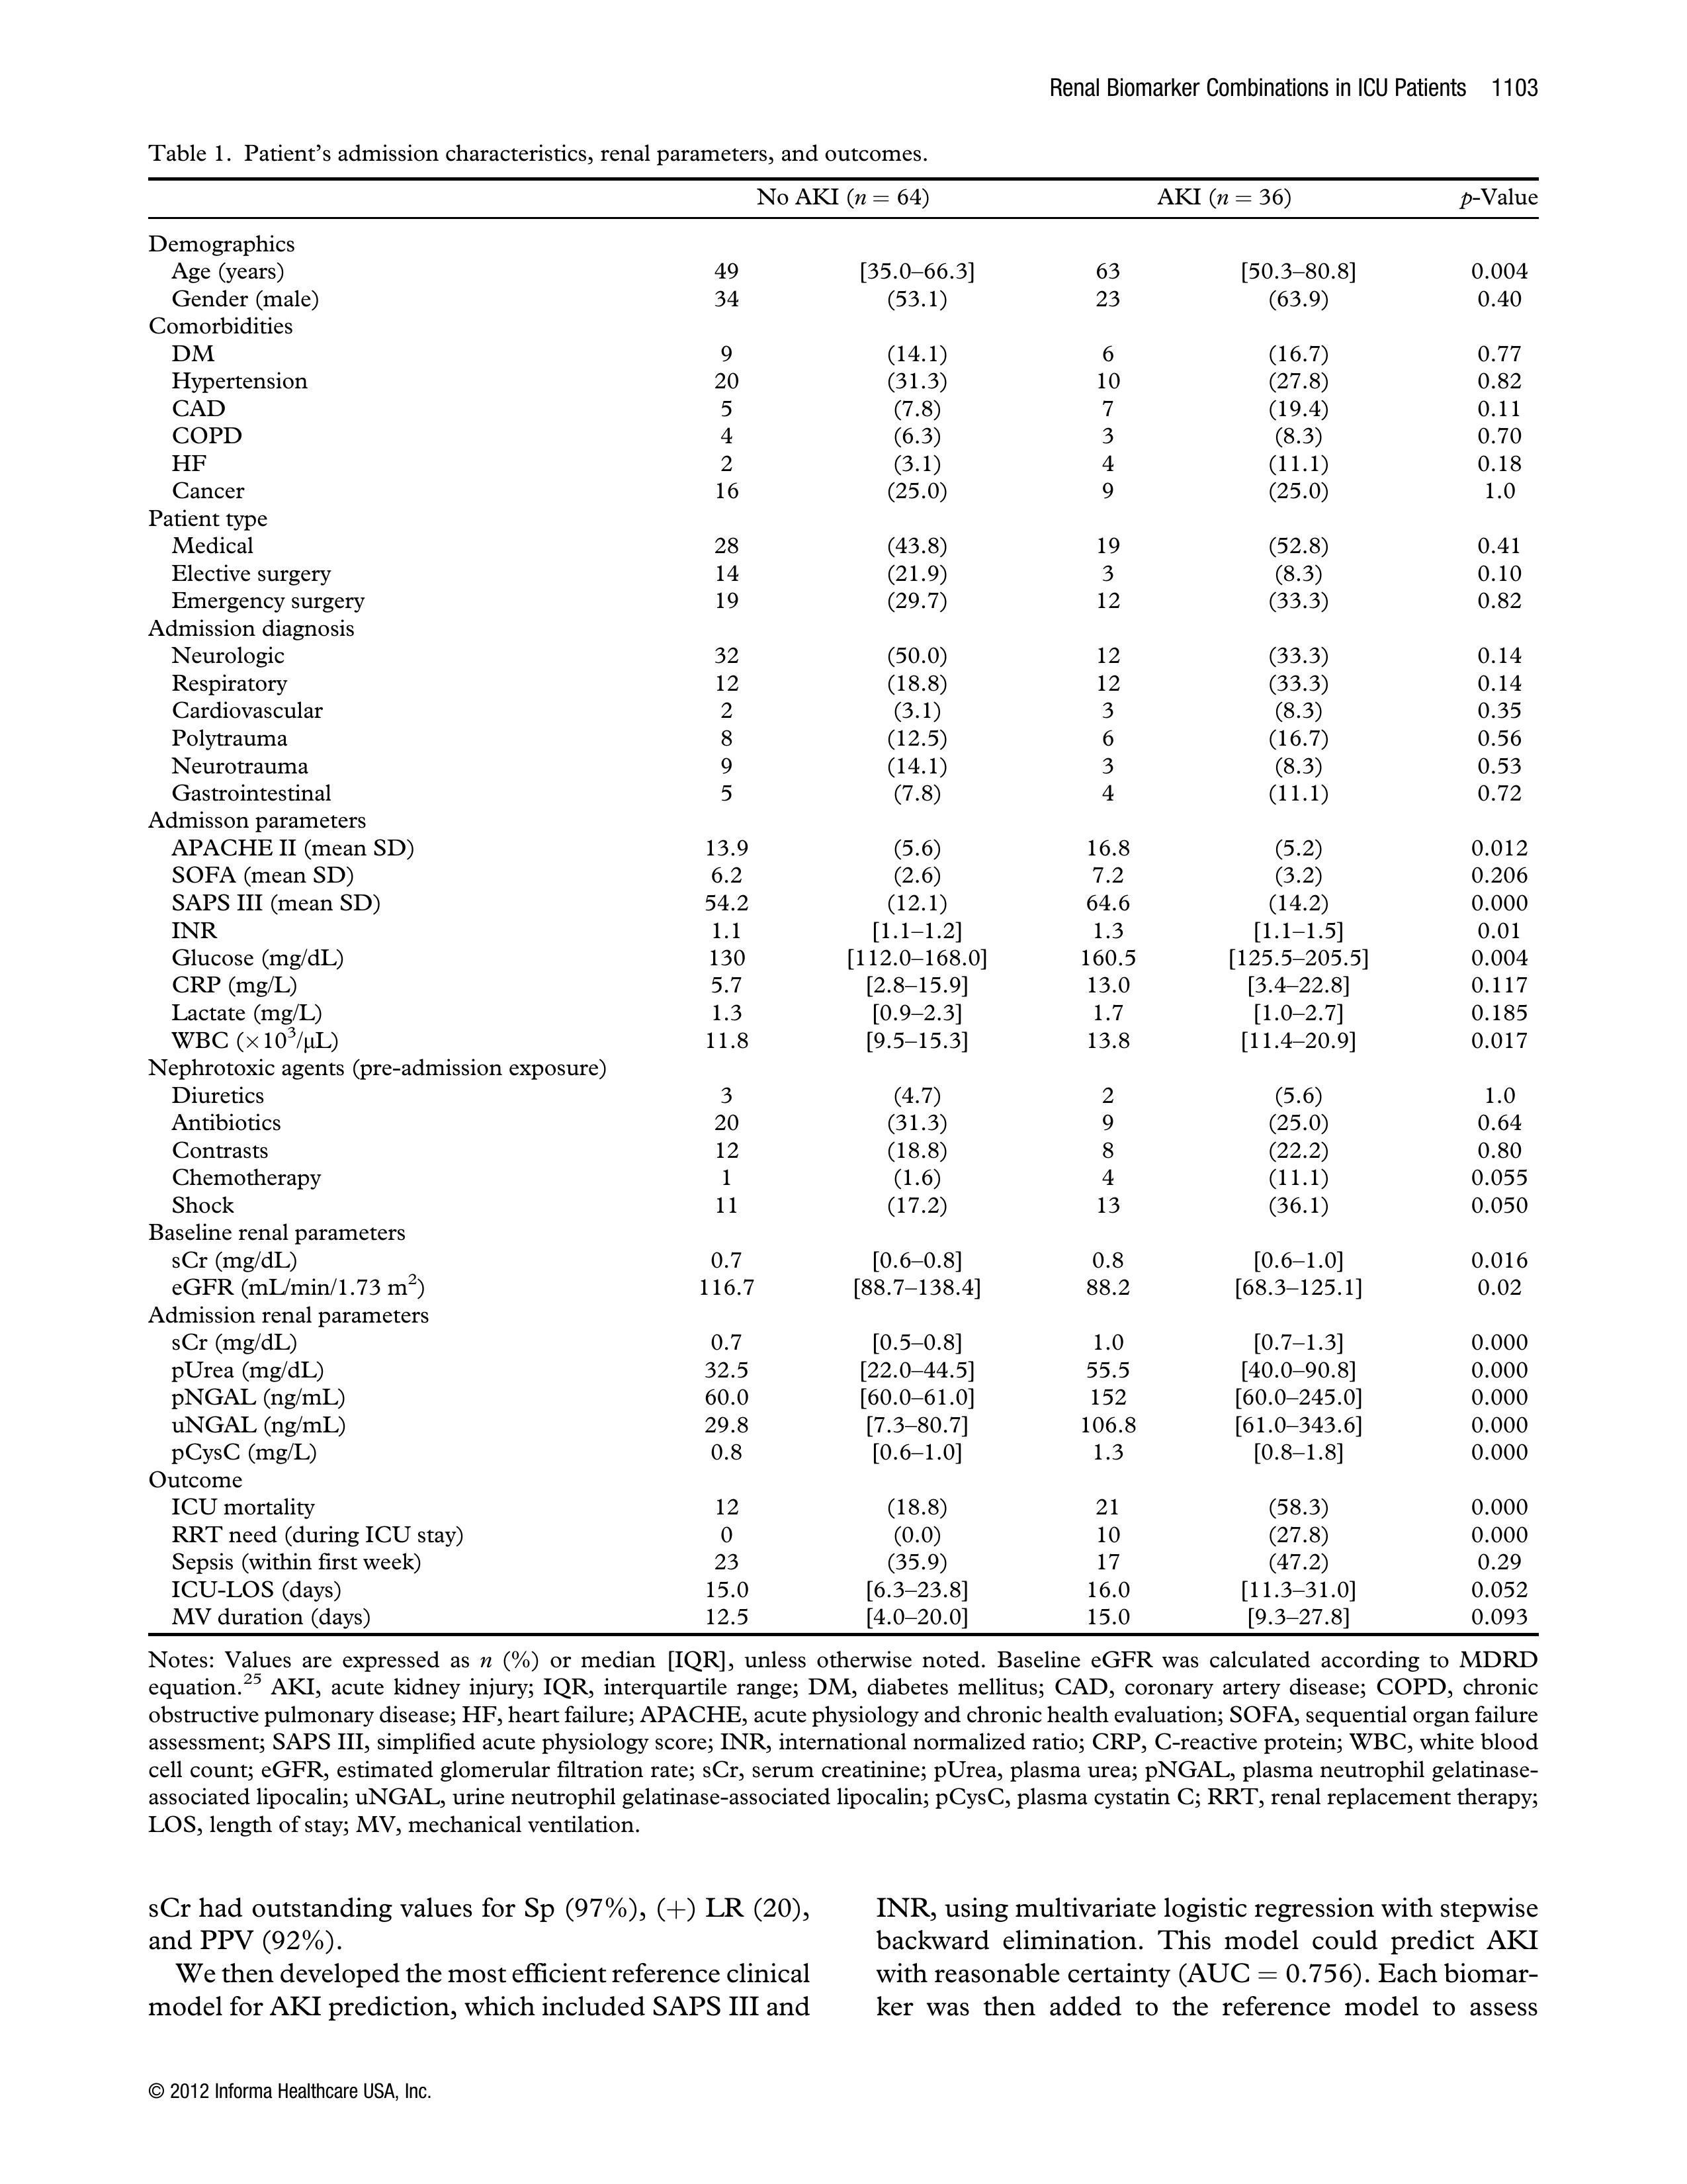 Renal Biomarker Combinations in ICU Patients 1103
Table 1. Patient’s admission characteristics, renal parameters, and outcomes.
No AKI (n = 64) AKI (n = 36) p-Value
Demographics
Age (years) 49 [35.0–66.3] 63 [50.3–80.8] 0.004
Gender (male) 34 (53.1) 23 (63.9) 0.40
Comorbidities
DM 9 (14.1) 6 (16.7) 0.77
Hypertension 20 (31.3) 10 (27.8) 0.82
CAD 5 (7.8) 7 (19.4) 0.11
COPD 4 (6.3) 3 (8.3) 0.70
HF 2 (3.1) 4 (11.1) 0.18
Cancer 16 (25.0) 9 (25.0) 1.0
Patient type
Medical 28 (43.8) 19 (52.8) 0.41
Elective surgery 14 (21.9) 3 (8.3) 0.10
Emergency surgery 19 (29.7) 12 (33.3) 0.82
Admission diagnosis
Neurologic 32 (50.0) 12 (33.3) 0.14
Respiratory 12 (18.8) 12 (33.3) 0.14
Cardiovascular 2 (3.1) 3 (8.3) 0.35
Polytrauma 8 (12.5) 6 (16.7) 0.56
Neurotrauma 9 (14.1) 3 (8.3) 0.53
Gastrointestinal 5 (7.8) 4 (11.1) 0.72
Admisson parameters
APACHE II (mean SD) 13.9 (5.6) 16.8 (5.2) 0.012
SOFA (mean SD) 6.2 (2.6) 7.2 (3.2) 0.206
SAPS III (mean SD) 54.2 (12.1) 64.6 (14.2) 0.000
INR 1.1 [1.1–1.2] 1.3 [1.1–1.5] 0.01
Glucose (mg/dL) 130 [112.0–168.0] 160.5 [125.5–205.5] 0.004
CRP (mg/L) 5.7 [2.8–15.9] 13.0 [3.4–22.8] 0.117
Lactate (mg/L) 1.3 [0.9–2.3] 1.7 [1.0–2.7] 0.185
WBC (×10³/μL) 11.8 [9.5–15.3] 13.8 [11.4–20.9] 0.017
Nephrotoxic agents (pre-admission exposure)
Diuretics 3 (4.7) 2 (5.6) 1.0
Antibiotics 20 (31.3) 9 (25.0) 0.64
Contrasts 12 (18.8) 8 (22.2) 0.80
Chemotherapy 1 (1.6) 4 (11.1) 0.055
Shock 11 (17.2) 13 (36.1) 0.050
Baseline renal parameters
sCr (mg/dL) 0.7 [0.6–0.8] 0.8 [0.6–1.0] 0.016
eGFR (mL/min/1.73 m²) 116.7 [88.7–138.4] 88.2 [68.3–125.1] 0.02
Admission renal parameters
sCr (mg/dL) 0.7 [0.5–0.8] 1.0 [0.7–1.3] 0.000
pUrea (mg/dL) 32.5 [22.0–44.5] 55.5 [40.0–90.8] 0.000
pNGAL (ng/mL) 60.0 [60.0–61.0] 152 [60.0–245.0] 0.000
uNGAL (ng/mL) 29.8 [7.3–80.7] 106.8 [61.0–343.6] 0.000
pCysC (mg/L) 0.8 [0.6–1.0] 1.3 [0.8–1.8] 0.000
Outcome
ICU mortality 12 (18.8) 21 (58.3) 0.000
RRT need (during ICU stay) 0 (0.0) 10 (27.8) 0.000
Sepsis (within first week) 23 (35.9) 17 (47.2) 0.29
ICU-LOS (days) 15.0 [6.3–23.8] 16.0 [11.3–31.0] 0.052
MV duration (days) 12.5 [4.0–20.0] 15.0 [9.3–27.8] 0.093
Notes: Values are expressed as n (%) or median [IQR], unless otherwise noted. Baseline eGFR was calculated according to MDRD
equation.²⁵ AKI, acute kidney injury; IQR, interquartile range; DM, diabetes mellitus; CAD, coronary artery disease; COPD, chronic
obstructive pulmonary disease; HF, heart failure; APACHE, acute physiology and chronic health evaluation; SOFA, sequential organ failure
assessment; SAPS III, simplified acute physiology score; INR, international normalized ratio; CRP, C-reactive protein; WBC, white blood
cell count; eGFR, estimated glomerular filtration rate; sCr, serum creatinine; pUrea, plasma urea; pNGAL, plasma neutrophil gelatinase-
associated lipocalin; uNGAL, urine neutrophil gelatinase-associated lipocalin; pCysC, plasma cystatin C; RRT, renal replacement therapy;
LOS, length of stay; MV, mechanical ventilation.
sCr had outstanding values for Sp (97%), (+) LR (20),
and PPV (92%).
We then developed the most efficient reference clinical
model for AKI prediction, which included SAPS III and
INR, using multivariate logistic regression with stepwise
backward elimination. This model could predict AKI
with reasonable certainty (AUC = 0.756). Each biomar-
ker was then added to the reference model to assess
© 2012 Informa Healthcare USA, Inc.